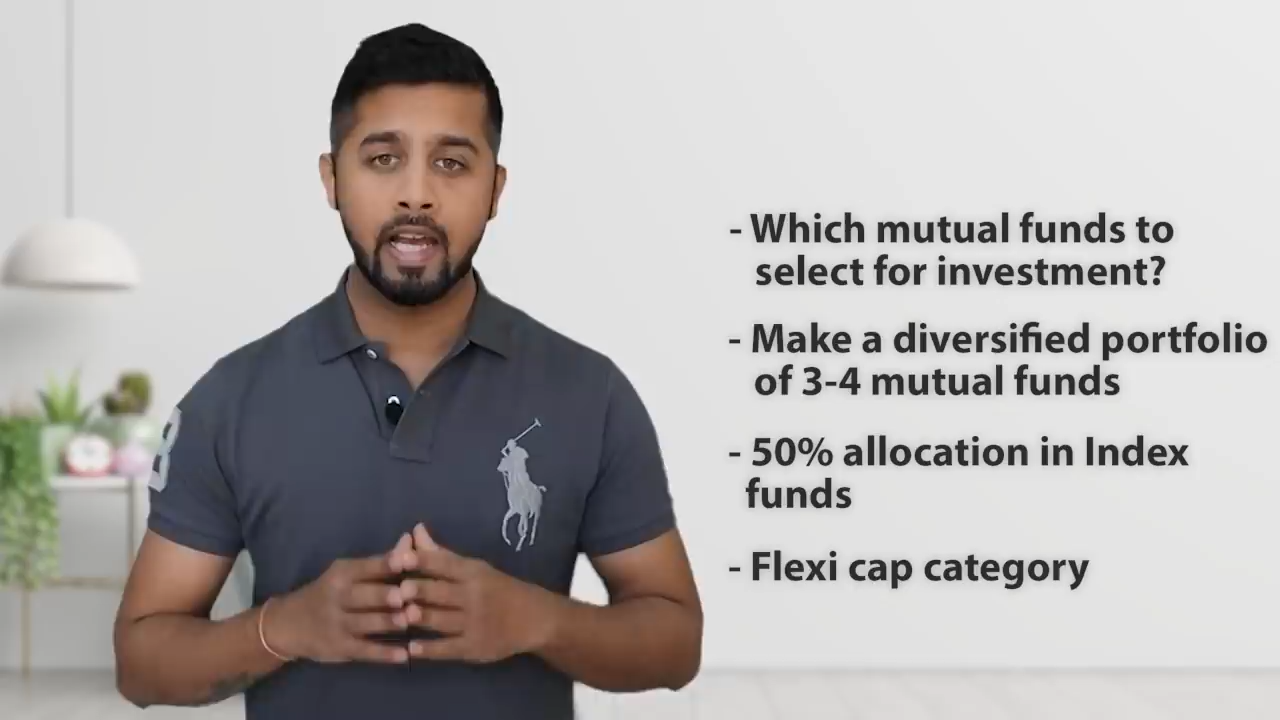 - Which mutual funds to
select for investment?
- Make a diversified portfolio
of 3-4 mutual funds
- 50% allocation in Index
funds
- Flexi cap category
3